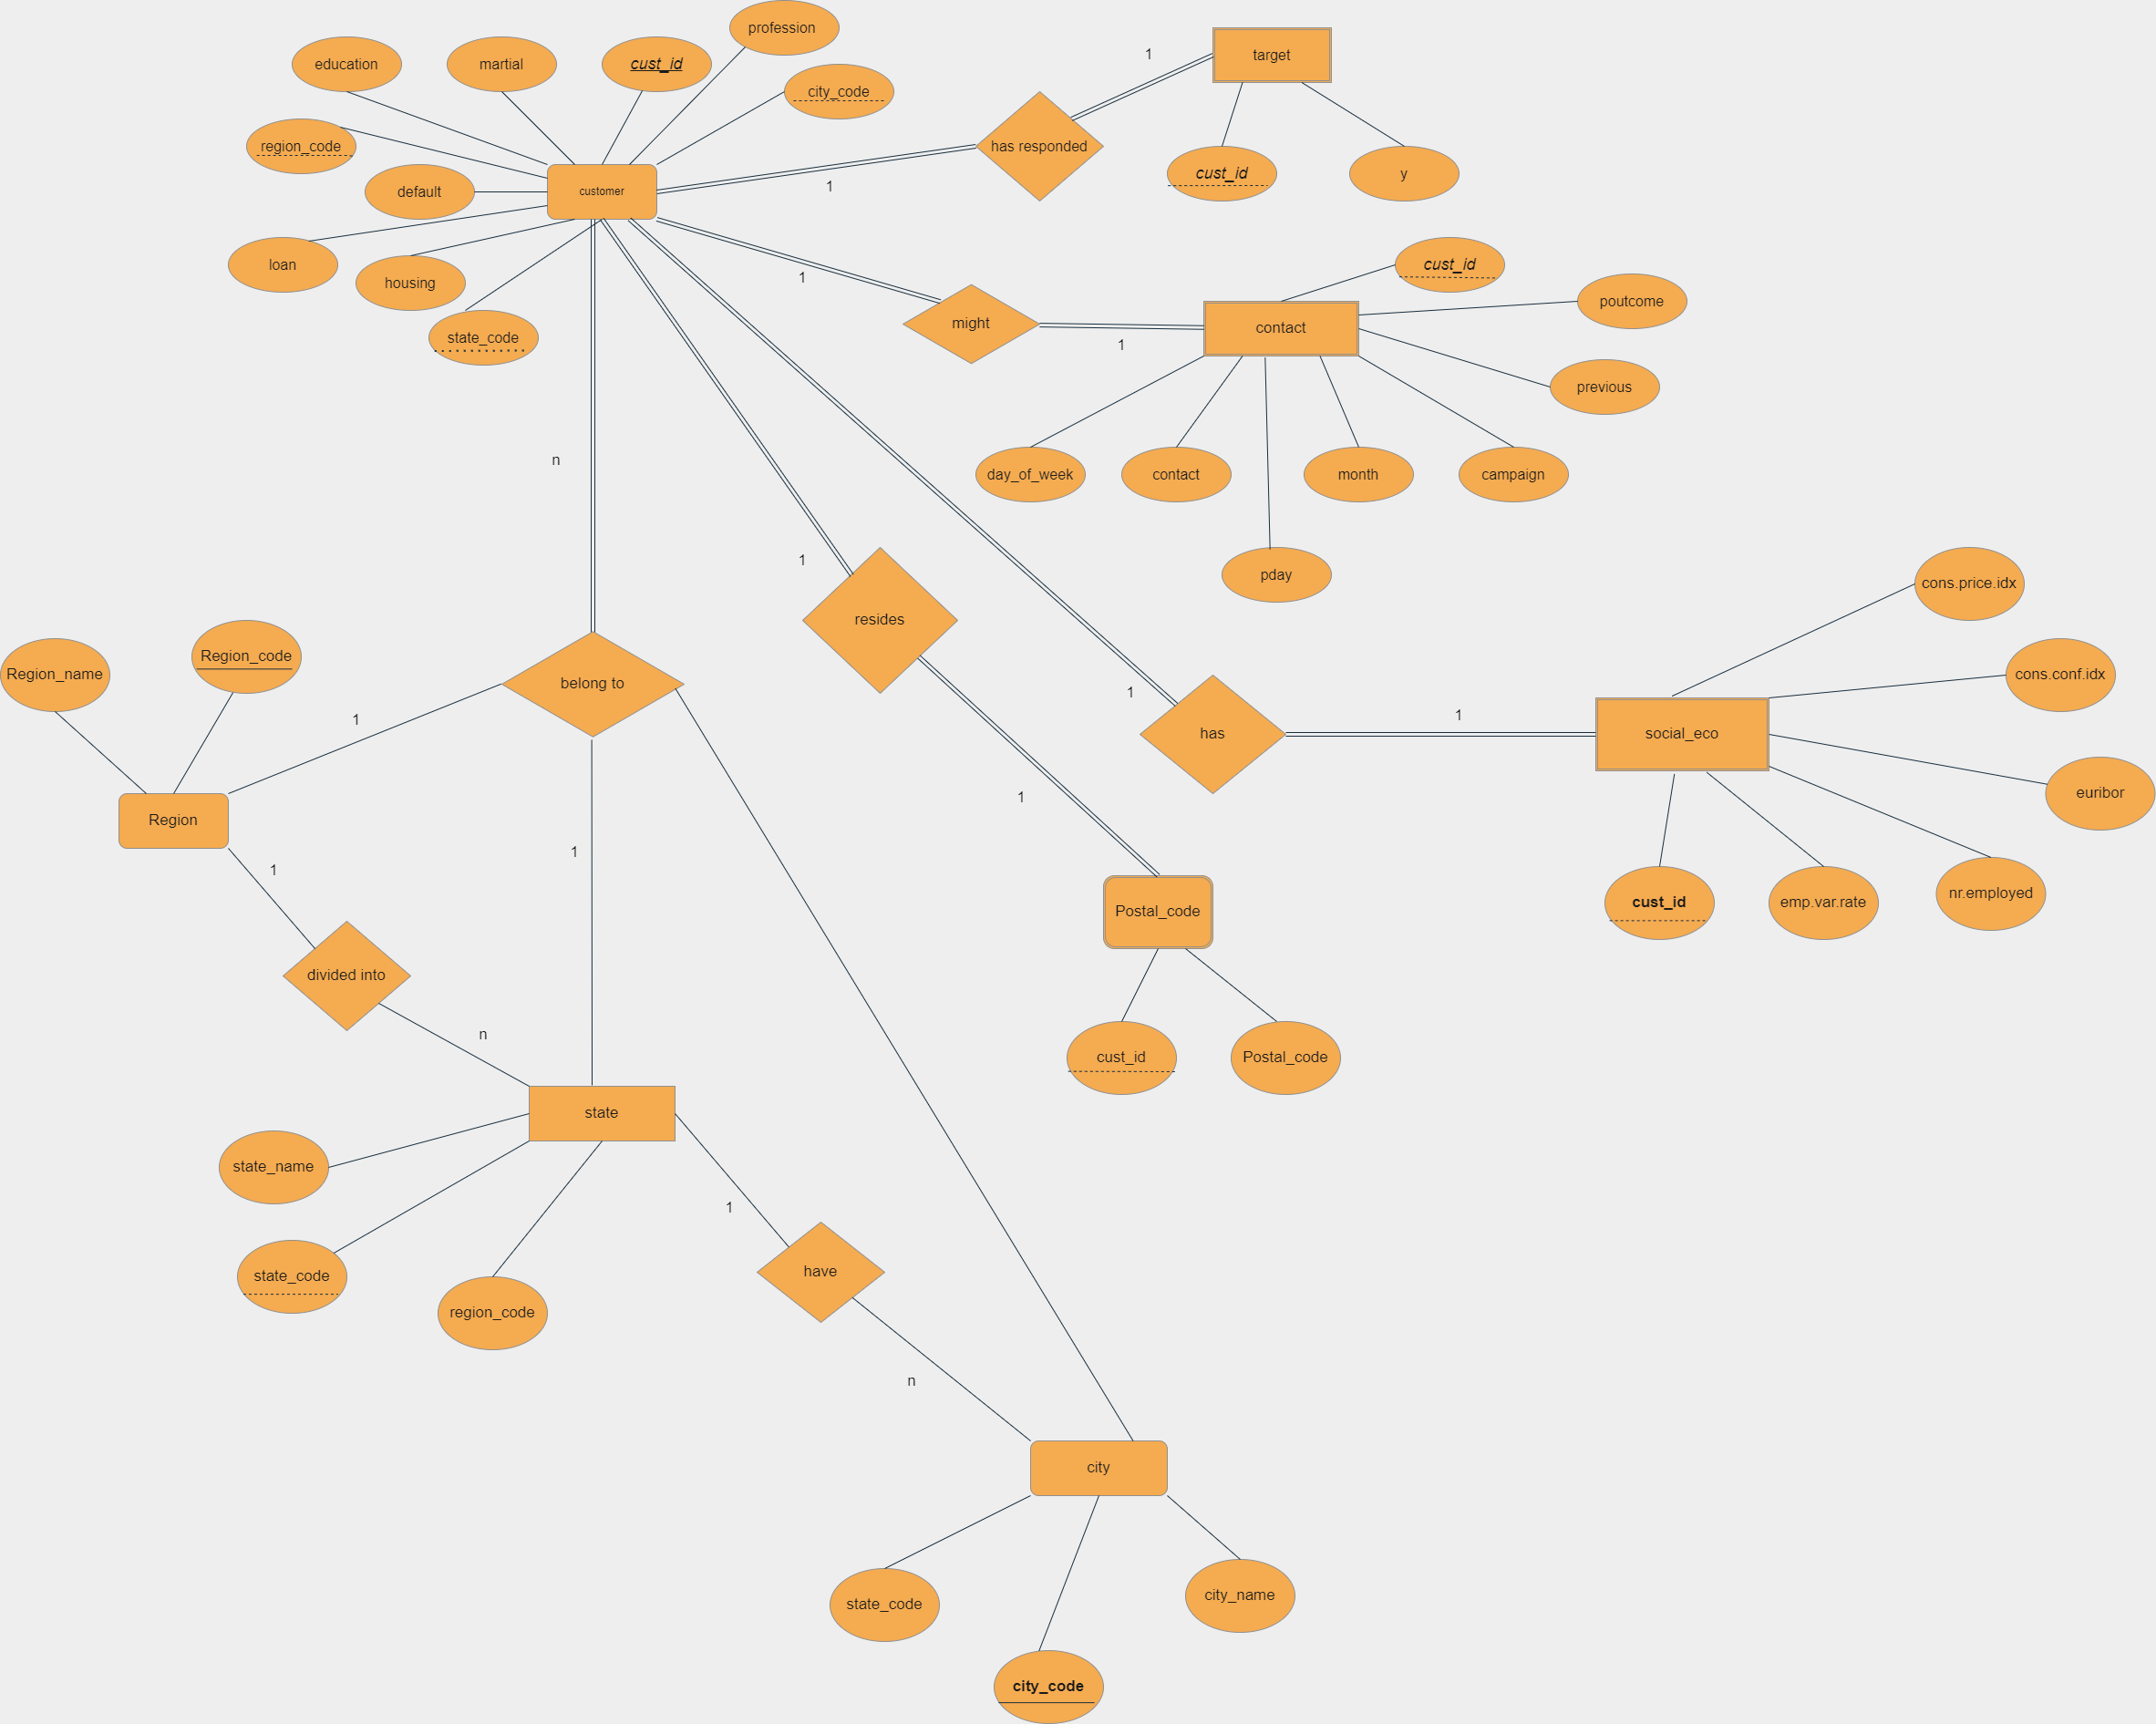 profession
education
martial
cust_id
city_code
target
1
region_code
has responded
default
customer
1
cust_id
y
loan
housing
state_code
1
might
1
cust_id
contact
poutcome
previous
n
day_of_week
contact
month
campaign
1
pday
cons.price.idx
resides
Region_name
Region_code
belong to
1
cons.conf.idx
1
has
1
social_eco
1
euribor
Region
1
1
Postal_code
cust_id
emp.var.rate
nr.employed
divided into
n
cust_id
Postal_code
state
state_name
1
state_code
region_code
have
n
city
state_code
city_name
city_code